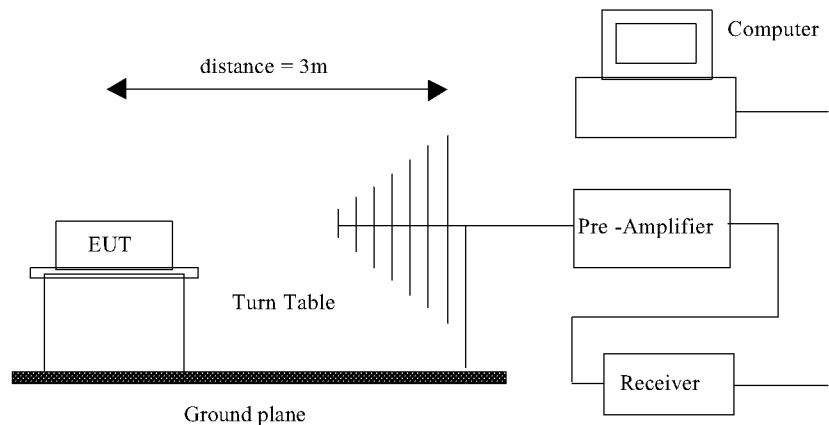 Computer
distance = 3m
Pre -Amplifier
EUT
Turn Table
Receiver
Ground plane